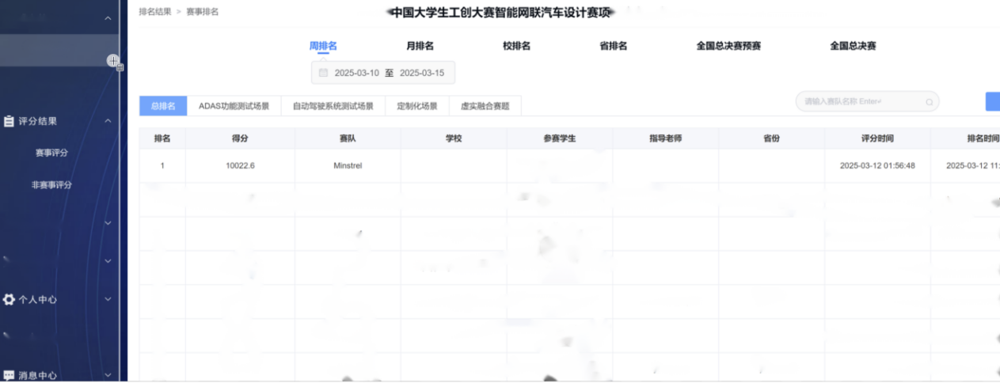 排名结果 > 赛事排名
中国大学生工创大赛智能网联汽车设计赛项
周排名 月排名 校排名 省排名 全国总决赛预赛 全国总决赛
2025-03-10 至 2025-03-15
总排名 ADAS功能测试场景 自动驾驶系统测试场景 定制化场景 虚实融合赛题
请输入赛队名称 Enter↵
评分结果
赛事评分
非赛事评分
个人中心
消息中心
排名 得分 赛队 学校 参赛学生 指导老师 省份 评分时间 排名时间
1 10022.6 Minstrel 2025-03-12 01:56:48 2025-03-12 11: